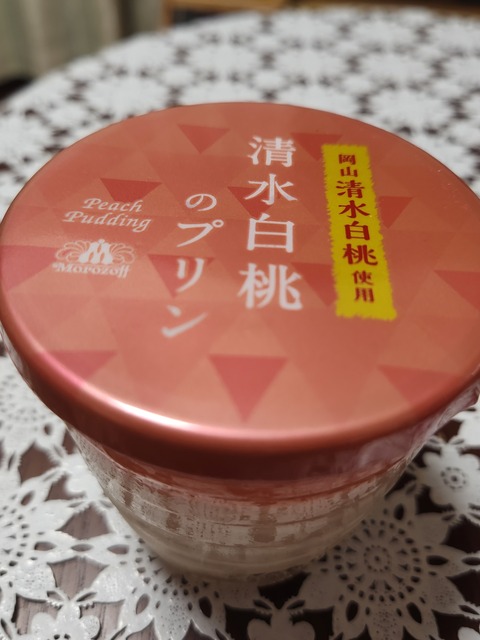 岡山清水白桃使用
清水白桃
のプリン
Peach
Pudding
Morozoff